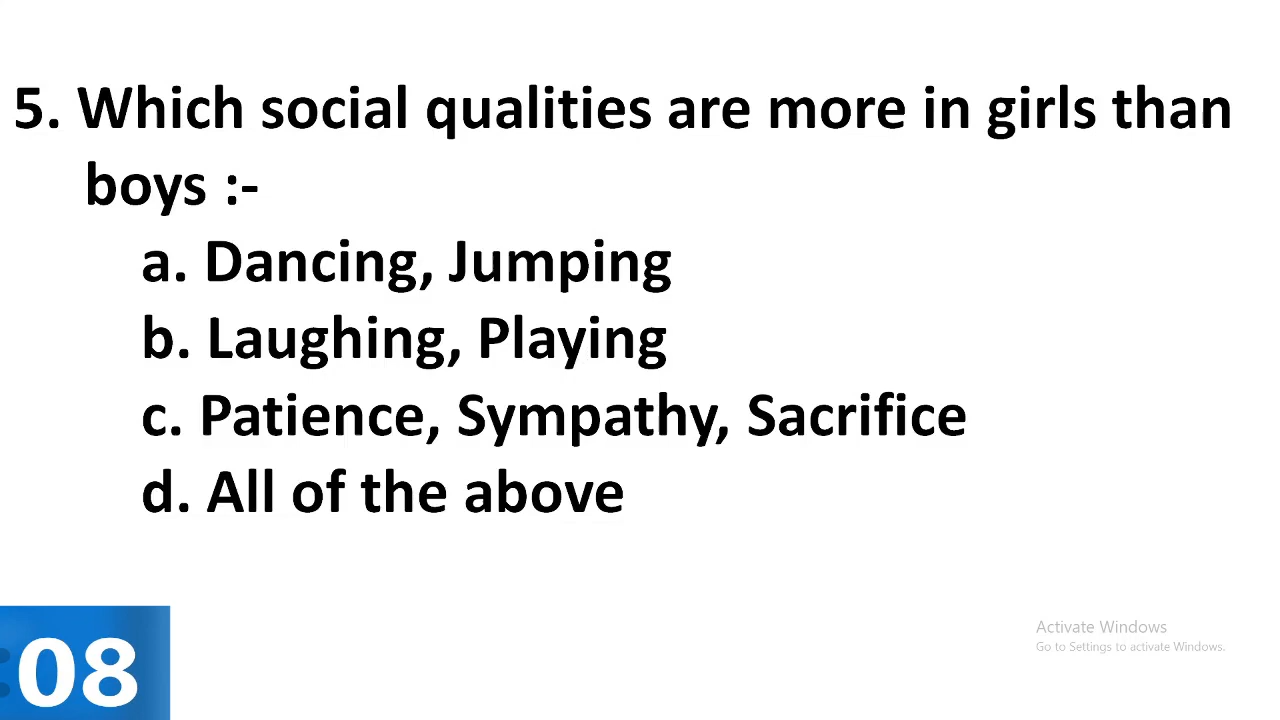 5. Which social qualities are more in girls than
boys :-
a. Dancing, Jumping
b. Laughing, Playing
c. Patience, Sympathy, Sacrifice
d. All of the above
Activate Windows
Go to Settings to activate Windows.
08